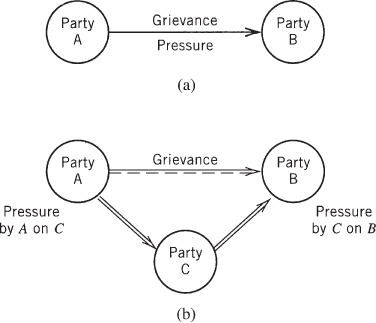 Party
A
Grievance
Pressure
Party
B
(a)
Party
A
Grievance
Party
B
Pressure
by A on C
Party
C
Pressure
by C on B
(b)